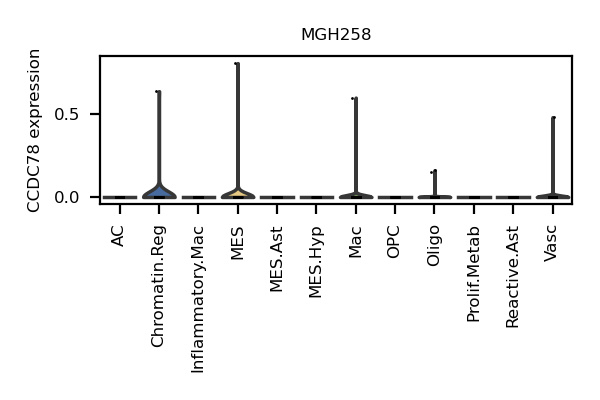 MGH258
CCDC78 expression
0.5
0.0
AC
Chromatin.Reg
Inflammatory.Mac
MES
MES.Ast
MES.Hyp
Mac
OPC
Oligo
Prolif.Metab
Reactive.Ast
Vasc